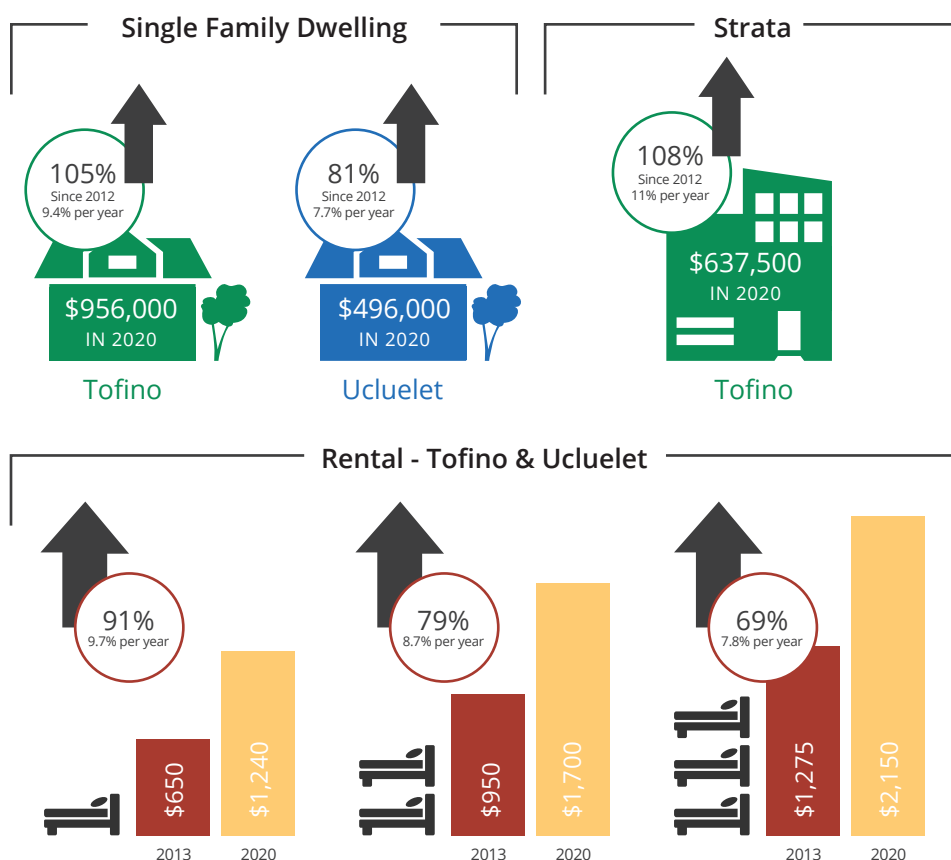 Single Family Dwelling
105%
Since 2012
9.4% per year
$956,000
IN 2020
Tofino
81%
Since 2012
7.7% per year
$496,000
IN 2020
Ucluelet
Strata
108%
Since 2012
11% per year
$637,500
IN 2020
Tofino
Rental - Tofino & Ucluelet
91%
9.7% per year
$650
$1,240
2013
2020
79%
8.7% per year
$950
$1,700
2013
2020
69%
7.8% per year
$1,275
$2,150
2013
2020